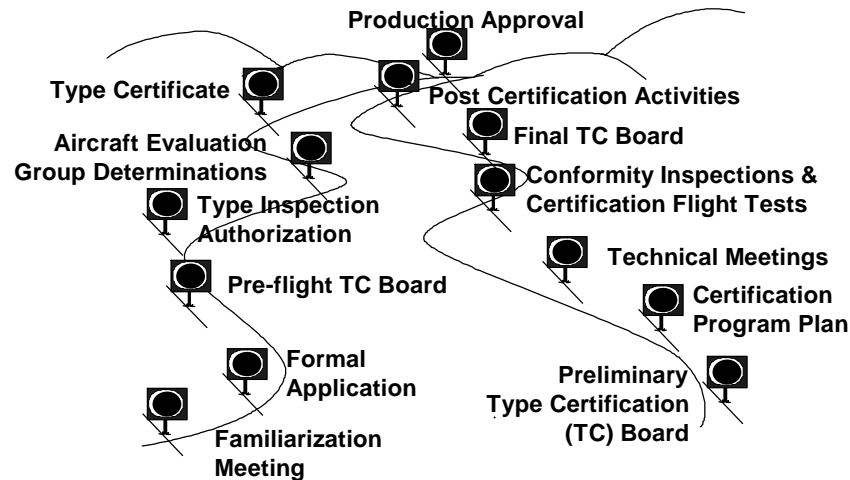 Production Approval
Type Certificate
Post Certification Activities
Aircraft Evaluation
Group Determinations
Final TC Board
Conformity Inspections &
Certification Flight Tests
Type Inspection
Authorization
Technical Meetings
Pre-flight TC Board
Certification
Program Plan
Formal
Application
Preliminary
Type Certification
(TC) Board
Familiarization
Meeting